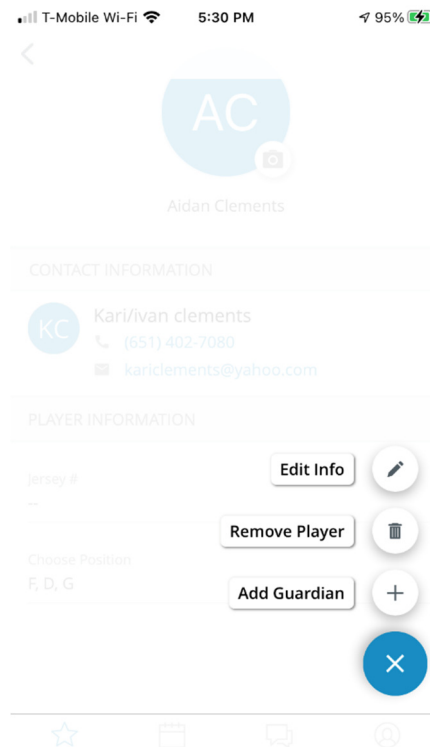 T-Mobile Wi-Fi 5:30 PM 95%
AC
Aidan Clements
CONTACT INFORMATION
KC
Kari/ivan clements
(651) 402-7080
kariclements@yahoo.com
PLAYER INFORMATION
Jersey #
--
Choose Position
F, D, G
Edit Info
Remove Player
Add Guardian